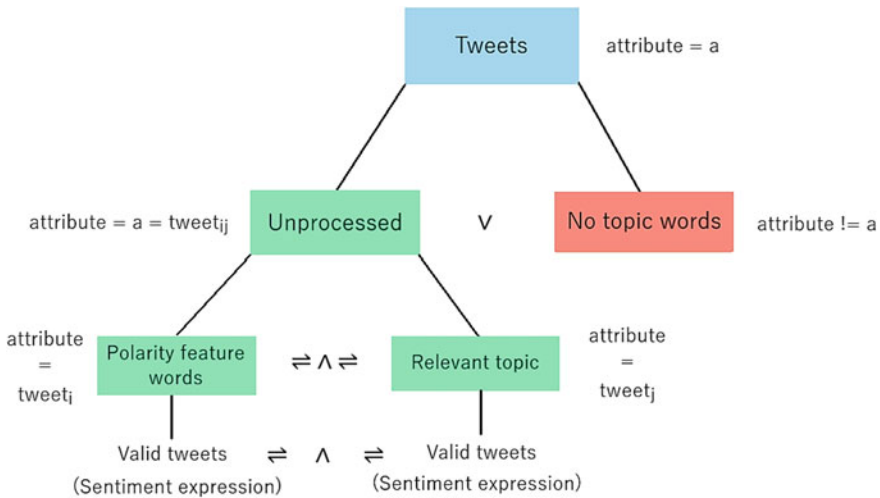 Tweets
attribute = a
attribute = a = tweetij
Unprocessed
∨
No topic words
attribute != a
attribute
=
tweeti
Polarity feature
words
⇌ ∧ ⇌
Relevant topic
attribute
=
tweetj
Valid tweets
(Sentiment expression)
⇌ ∧ ⇌
Valid tweets
(Sentiment expression)